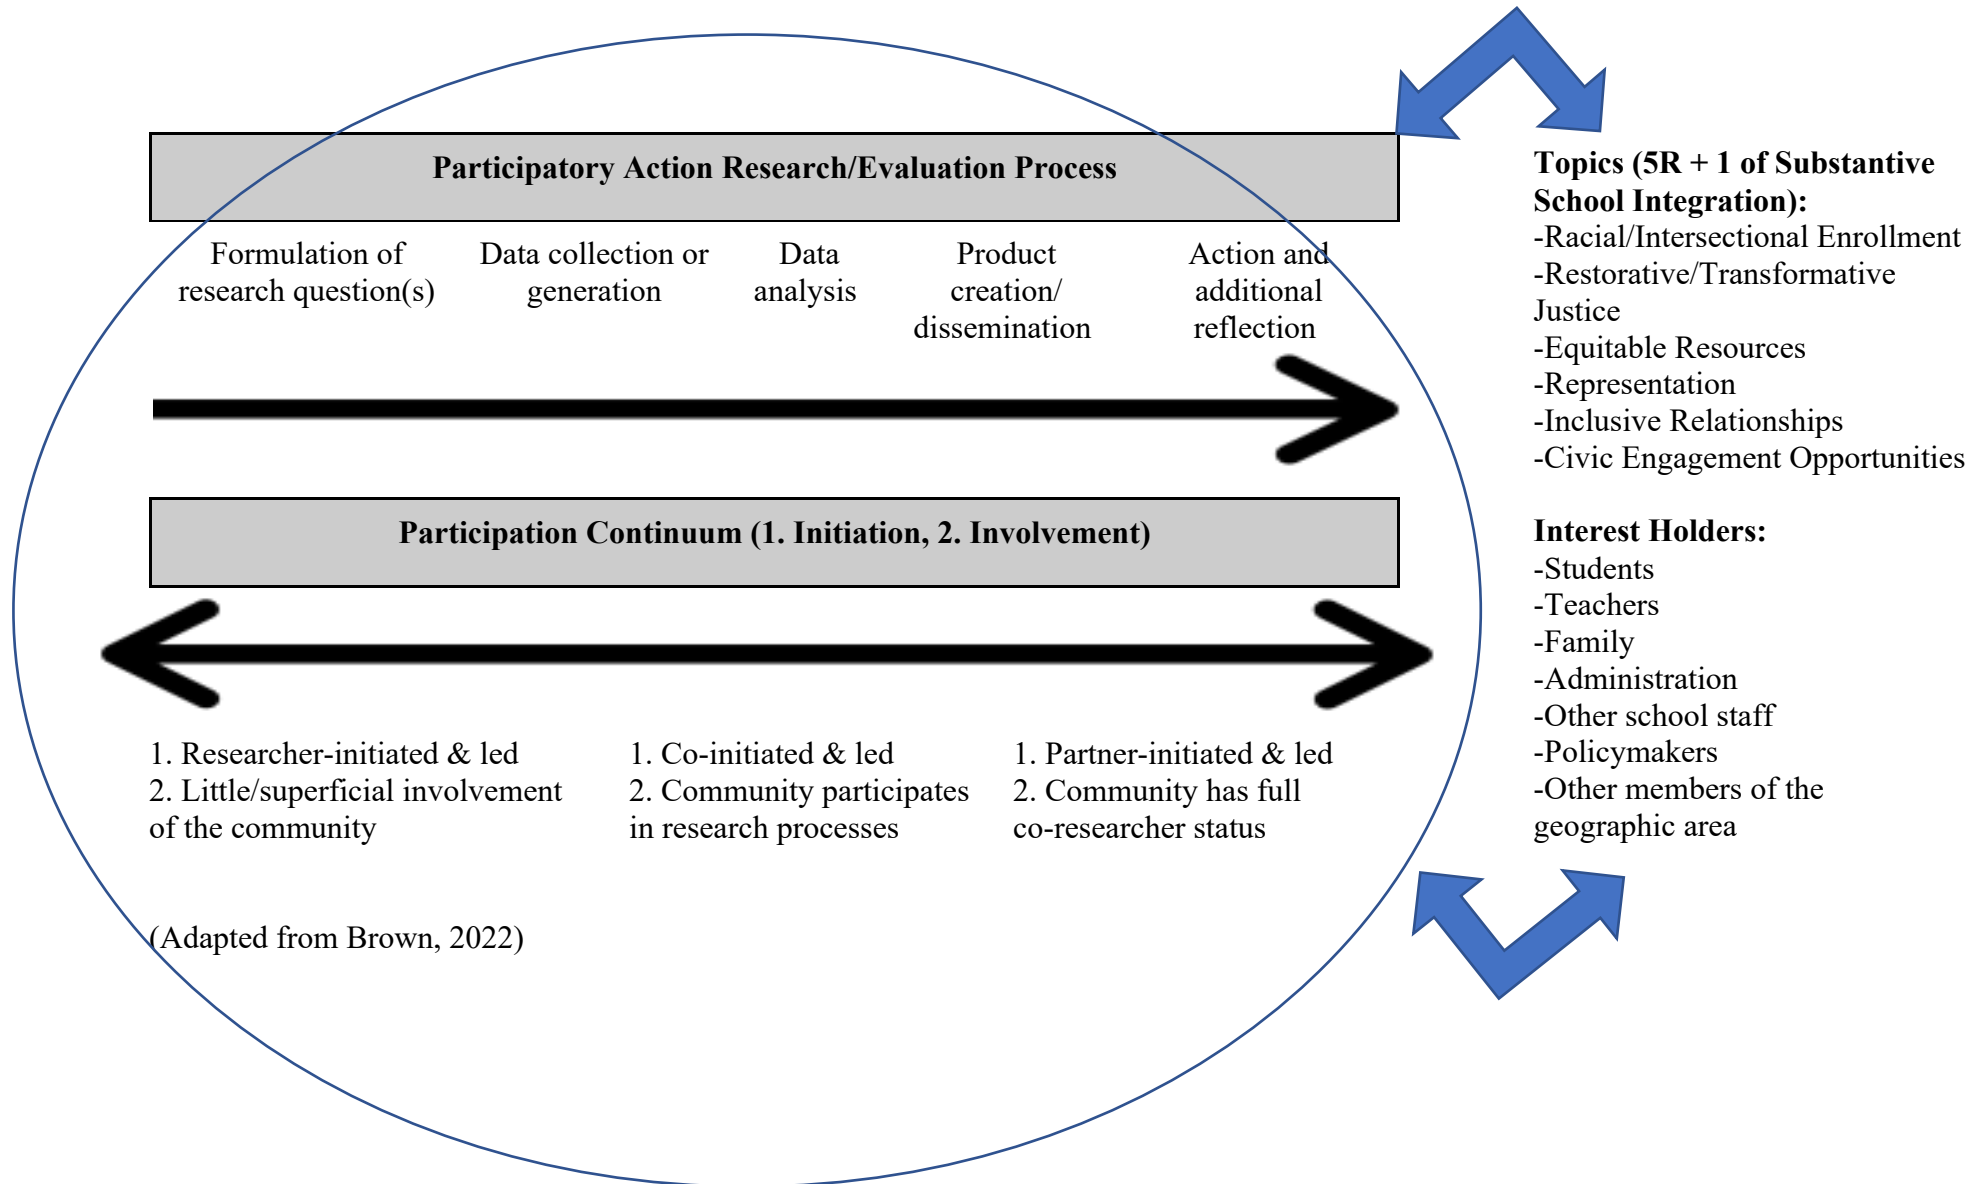 Participatory Action Research/Evaluation Process
Formulation of
research question(s)
Data collection or
generation
Data
analysis
Product
creation/
dissemination
Action and
additional
reflection
Participation Continuum (1. Initiation, 2. Involvement)
1. Researcher-initiated & led
2. Little/superficial involvement
of the community
1. Co-initiated & led
2. Community participates
in research processes
1. Partner-initiated & led
2. Community has full
co-researcher status
(Adapted from Brown, 2022)
Topics (5R + 1 of Substantive
School Integration):
-Racial/Intersectional Enrollment
-Restorative/Transformative
Justice
-Equitable Resources
-Representation
-Inclusive Relationships
-Civic Engagement Opportunities
Interest Holders:
-Students
-Teachers
-Family
-Administration
-Other school staff
-Policymakers
-Other members of the
geographic area